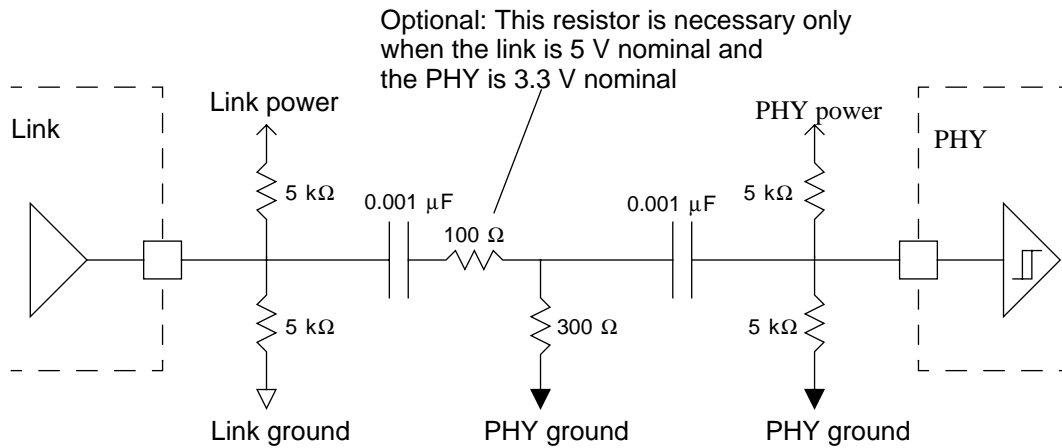 Optional: This resistor is necessary only
when the link is 5 V nominal and
the PHY is 3.3 V nominal
Link power
PHY power
Link
PHY
5 kΩ
5 kΩ
0.001 μF
0.001 μF
100 Ω
5 kΩ
300 Ω
5 kΩ
Link ground
PHY ground
PHY ground